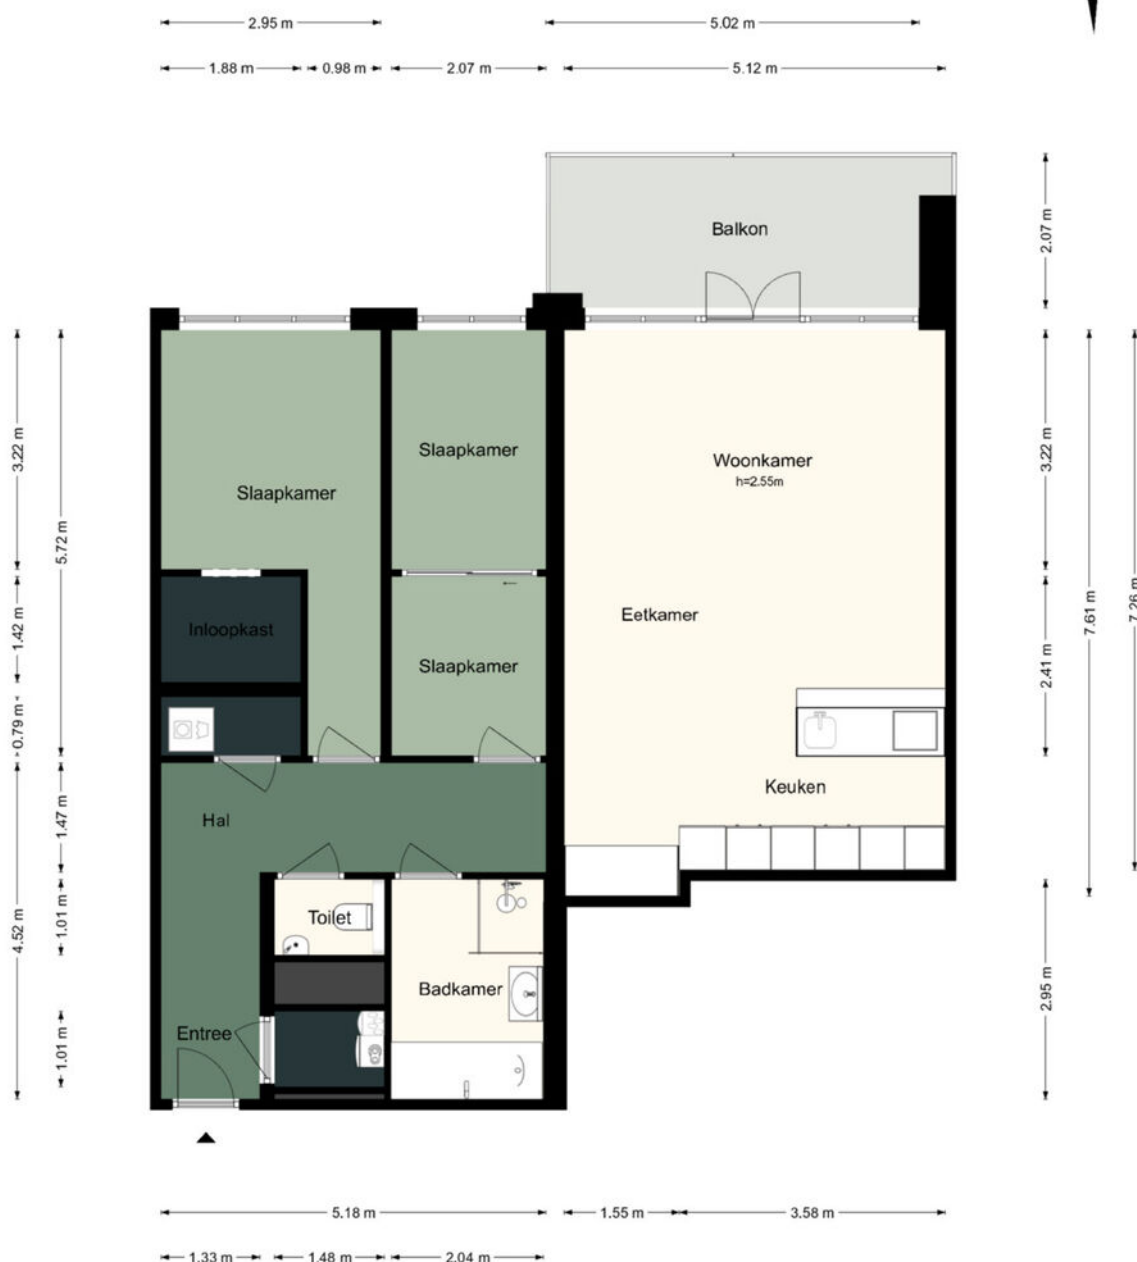 2.95 m
5.02 m
1.88 m
0.98 m
2.07 m
5.12 m
Balkon
2.07 m
Slaapkamer
Woonkamer
h=2.55m
Slaapkamer
3.22 m
5.72 m
3.22 m
7.61 m
7.26 m
Inloopkast
Eetkamer
Slaapkamer
1.42 m
2.41 m
0.79 m
Keuken
Hal
1.47 m
Toilet
1.01 m
4.52 m
Badkamer
2.95 m
Entree
1.01 m
5.18 m
1.55 m
3.58 m
1.33 m
1.48 m
2.04 m